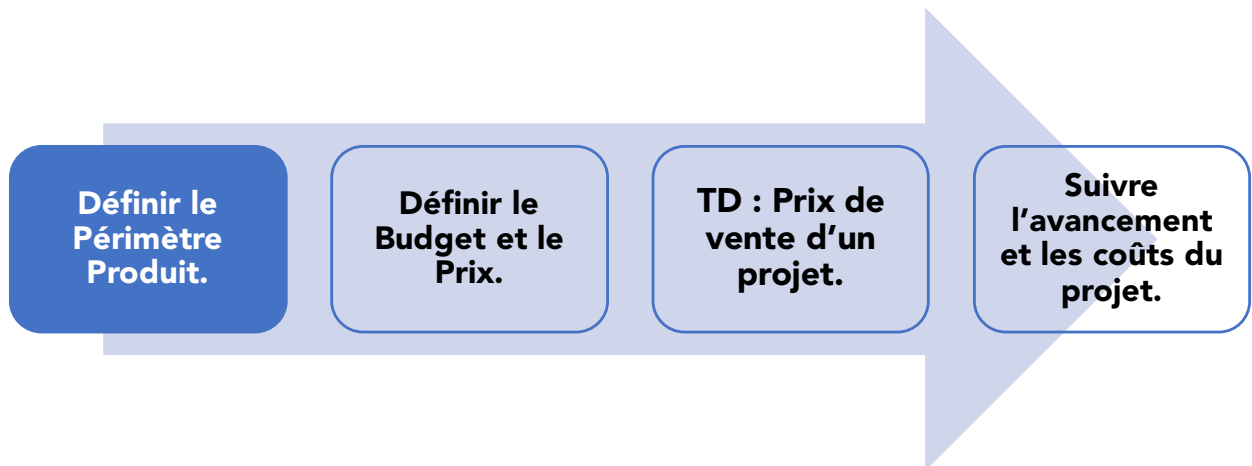 Définir le
Périmètre
Produit.
Définir le
Budget et le
Prix.
TD : Prix de
vente d’un
projet.
Suivre
l’avancement
et les coûts du
projet.